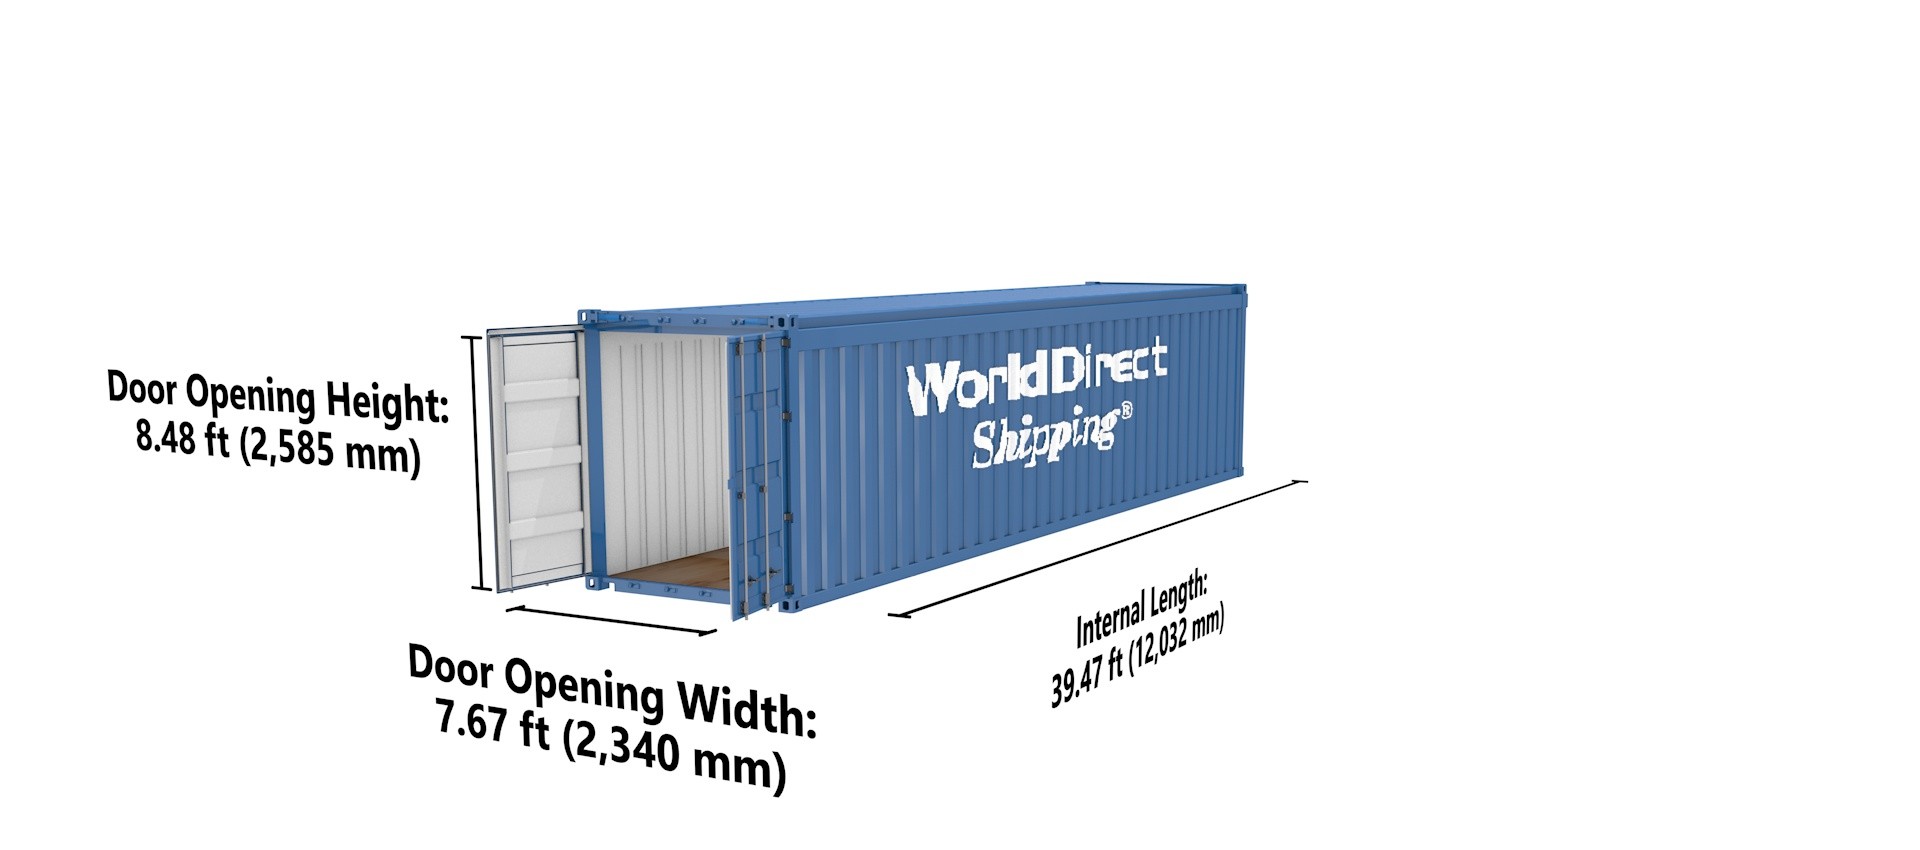 WorldDirect
Shipping®
Door Opening Height:
8.48 ft (2,585 mm)
Internal Length:
39.47 ft (12,032 mm)
Door Opening Width:
7.67 ft (2,340 mm)